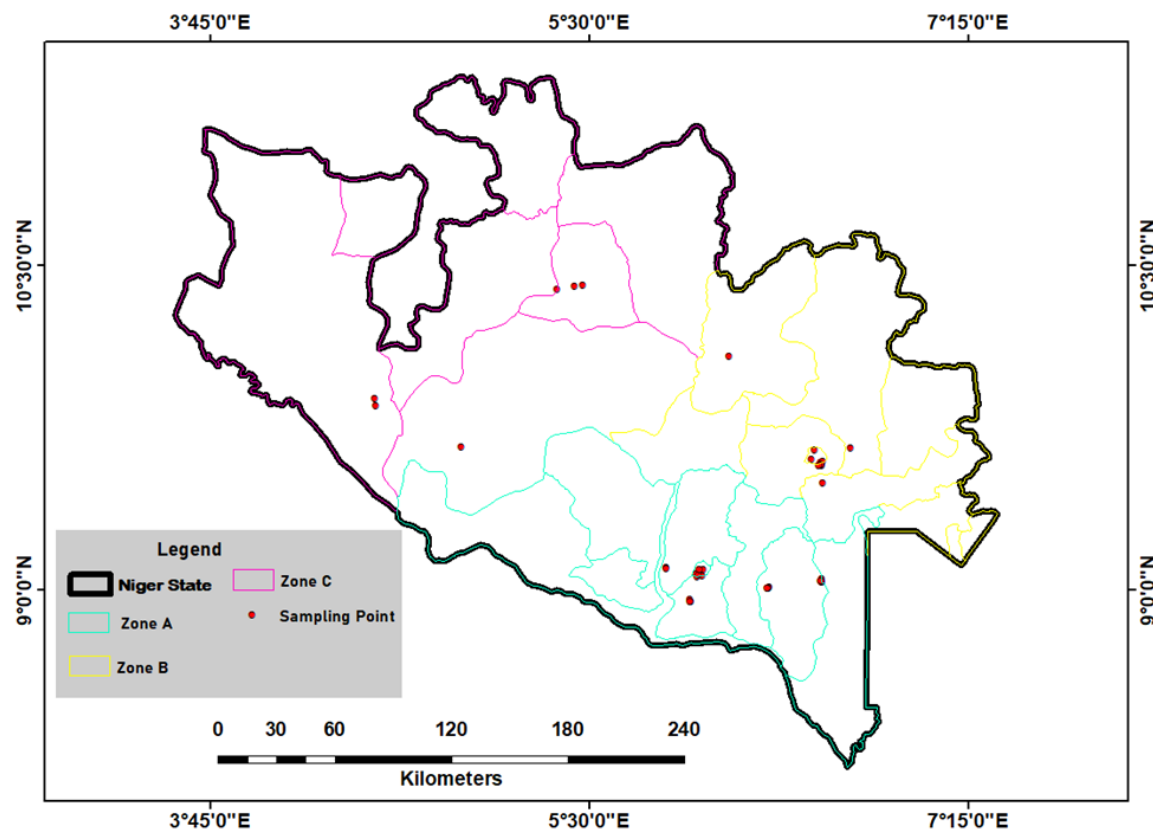 3°45'0"E 5°30'0"E 7°15'0"E
10°30'0"N 10°30'0"N
9°0'0"N 9°0'0"N
Legend
Niger State Zone C
Zone A Sampling Point
Zone B
0 30 60 120 180 240
Kilometers
3°45'0"E 5°30'0"E 7°15'0"E